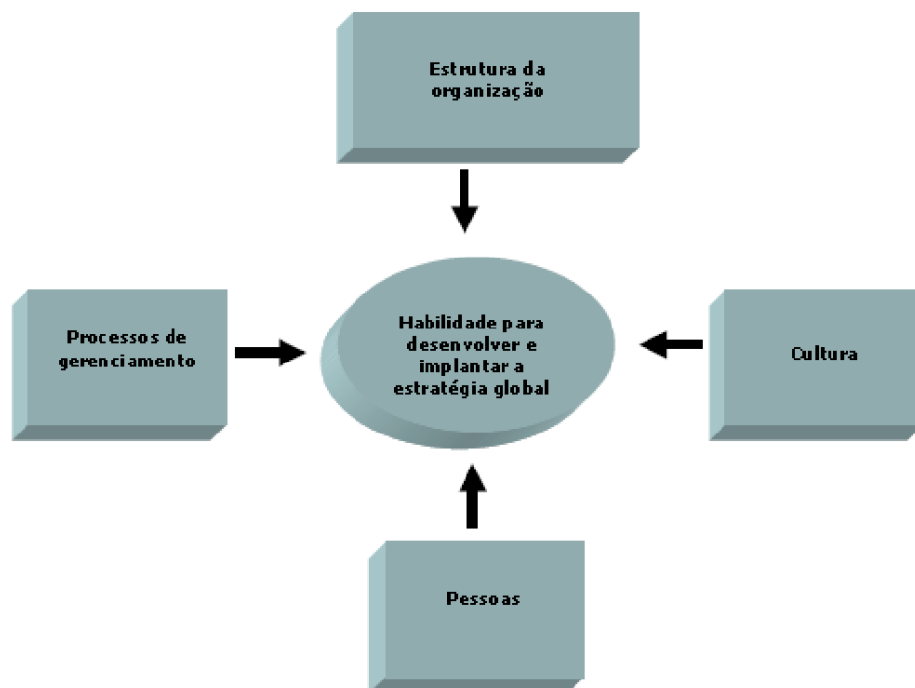 Estrutura da
organização
Processos de
gerenciamento
Habilidade para
desenvolver e
implantar a
estratégia global
Cultura
Pessoas